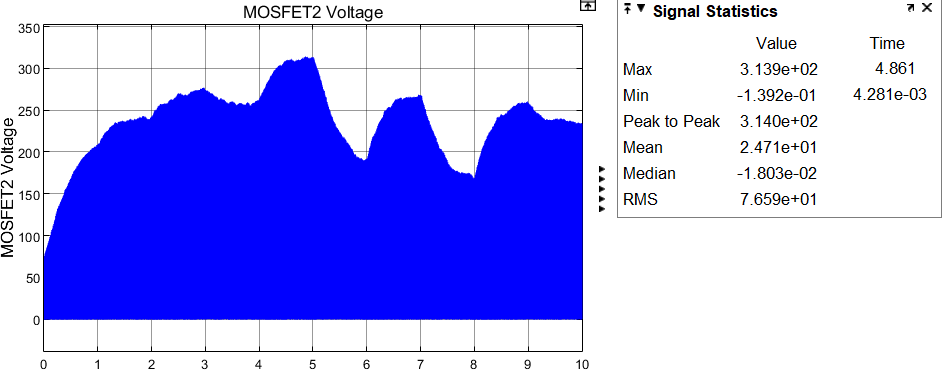 MOSFET2 Voltage
MOSFET2 Voltage
350
300
250
200
150
100
50
0
0 1 2 3 4 5 6 7 8 9 10
Signal Statistics
Value Time
Max 3.139e+02 4.861
Min -1.392e-01 4.281e-03
Peak to Peak 3.140e+02
Mean 2.471e+01
Median -1.803e-02
RMS 7.659e+01